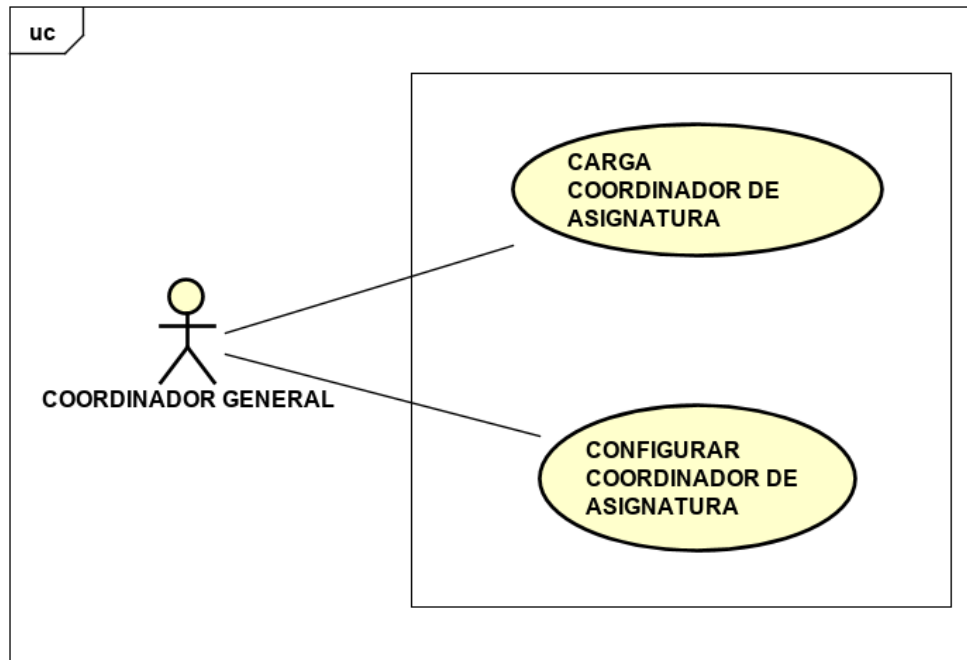 uc
CARGA
COORDINADOR DE
ASIGNATURA
COORDINADOR GENERAL
CONFIGURAR
COORDINADOR DE
ASIGNATURA